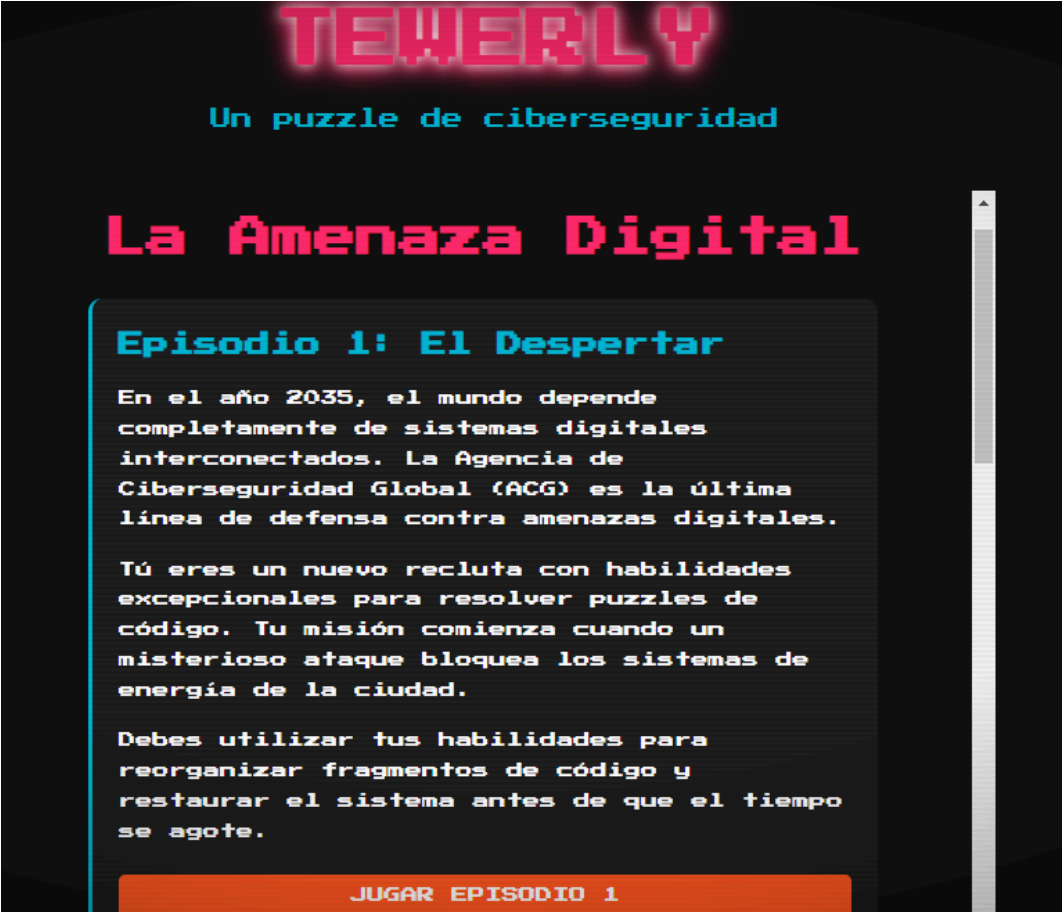 TEWERLY
Un puzzle de ciberseguridad
La Amenaza Digital
Episodio 1: El Despertar
En el año 2035, el mundo depende
completamente de sistemas digitales
interconectados. La Agencia de
Ciberseguridad Global (ACG) es la última
línea de defensa contra amenazas digitales.
Tú eres un nuevo recluta con habilidades
excepcionales para resolver puzzles de
código. Tu misión comienza cuando un
misterioso ataque bloquea los sistemas de
energía de la ciudad.
Debes utilizar tus habilidades para
reorganizar fragmentos de código y
restaurar el sistema antes de que el tiempo
se agote.
JUGAR EPISODIO 1